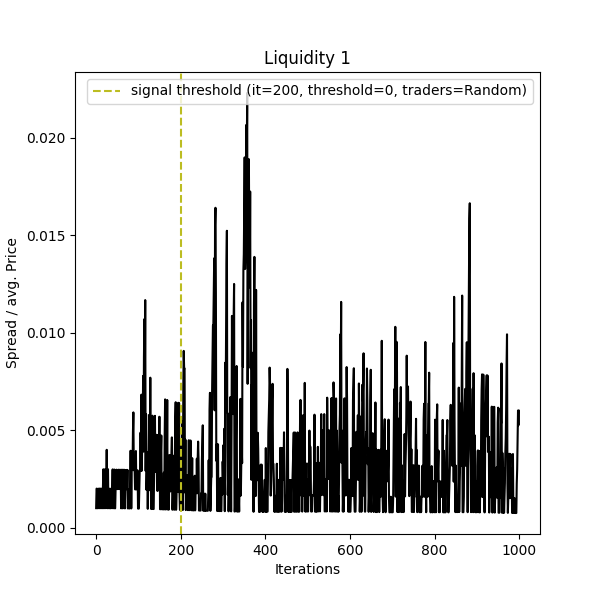 Liquidity 1
signal threshold (it=200, threshold=0, traders=Random)
Spread / avg. Price
0.020
0.015
0.010
0.005
0.000
0
200
400
600
800
1000
Iterations